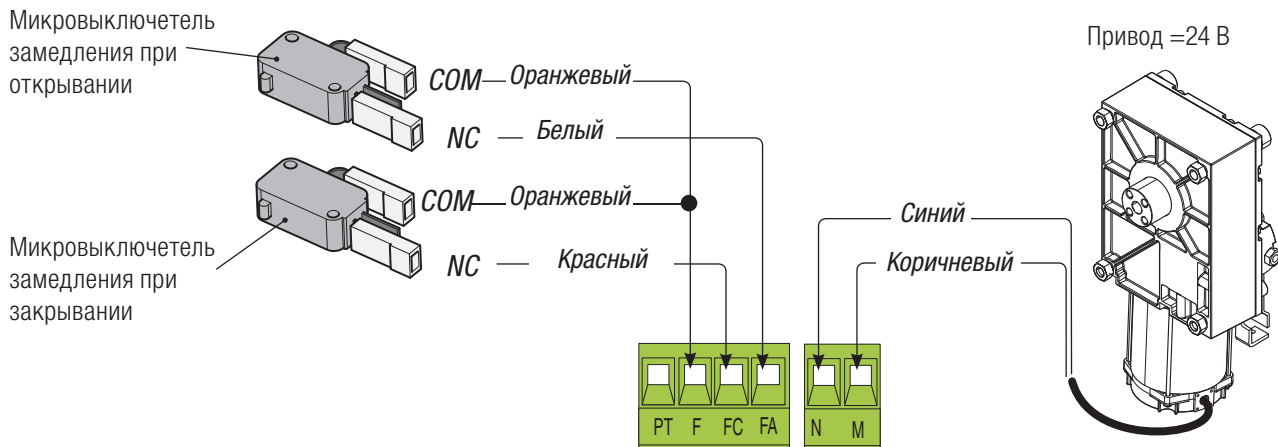 Микровыключетель
замедления при
открывании
Привод =24 В
COM Оранжевый
NC Белый
COM Оранжевый
NC Красный
Микровыключетель
замедления при
закрывании
Синий
Коричневый
PT F FC FA N M